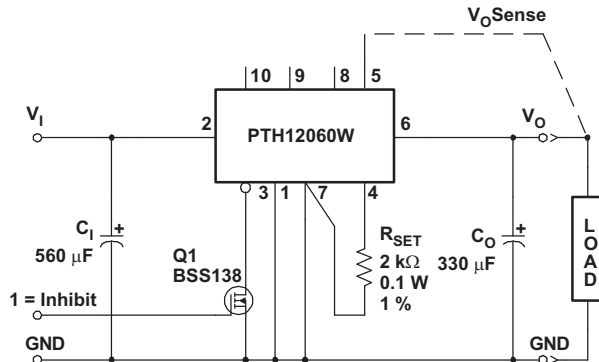 VOSense
10 9 8 5
VI VO
2 PTH12060W 6
3 1 7 4
CI +
560 μF
Q1
BSS138
RSET
2 kΩ
0.1 W
1 %
CO +
330 μF
LOAD
1 = Inhibit
GND GND